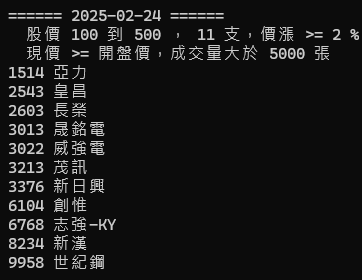 ====== 2025-02-24 ======
股價 100 到 500 ， 11 支，價漲 >= 2 %
現價 >= 開盤價，成交量大於 5000 張
1514 亞力
2543 皇昌
2603 長榮
3013 晟銘電
3022 威強電
3213 茂訊
3376 新日興
6104 創惟
6768 志強-KY
8234 新漢
9958 世紀鋼